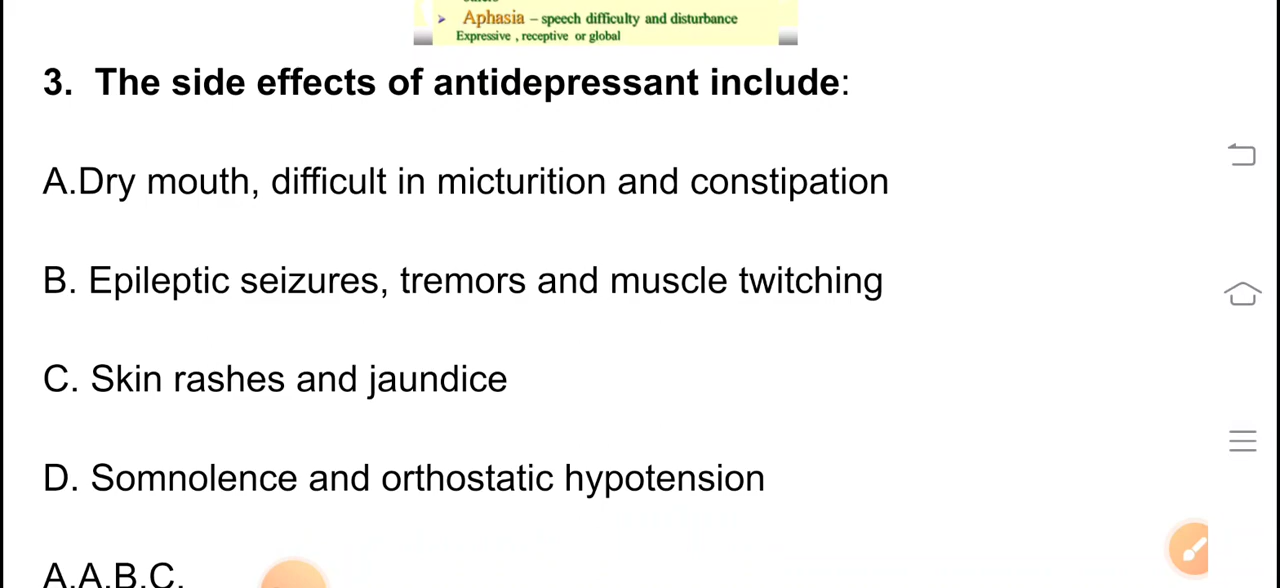 ➤ Aphasia – speech difficulty and disturbance
Expressive , receptive or global
3. The side effects of antidepressant include:
A.Dry mouth, difficult in micturition and constipation
B. Epileptic seizures, tremors and muscle twitching
C. Skin rashes and jaundice
D. Somnolence and orthostatic hypotension
A.A.B.C.